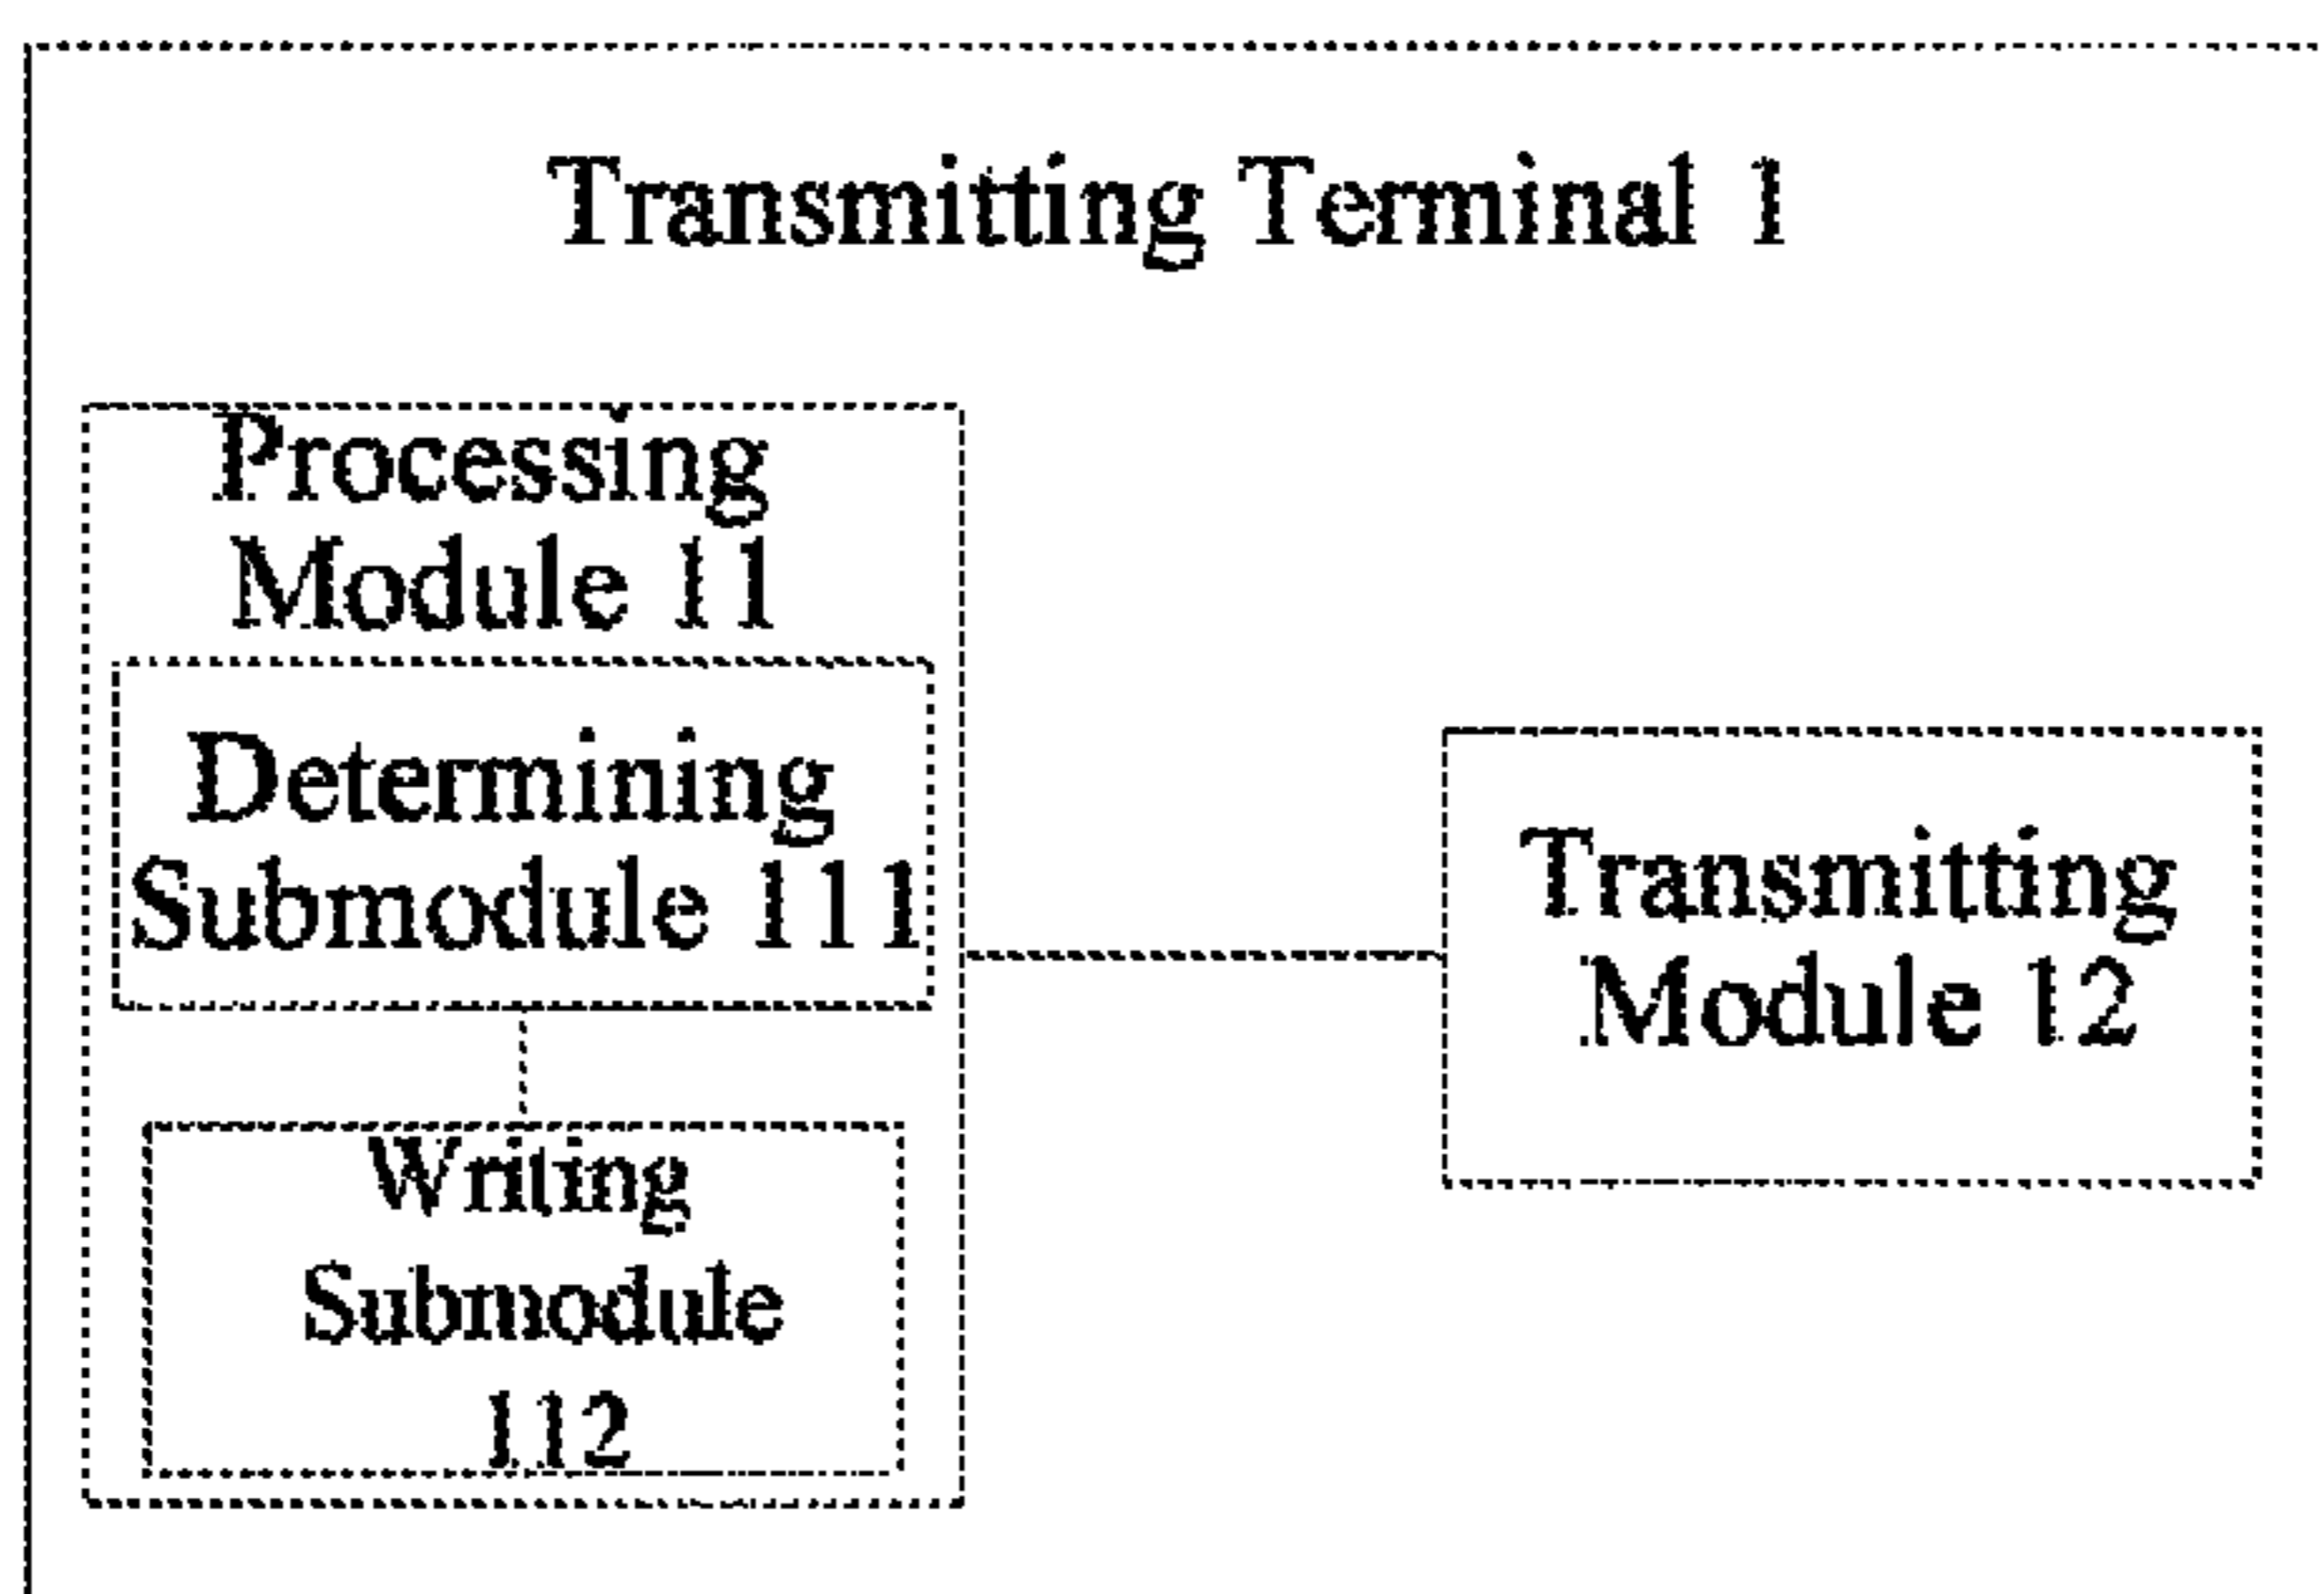 Transmitting Terminal 1
Processing
Module 11
Determining
Submodule 111
Writing
Submodule
112
Transmitting
Module 12